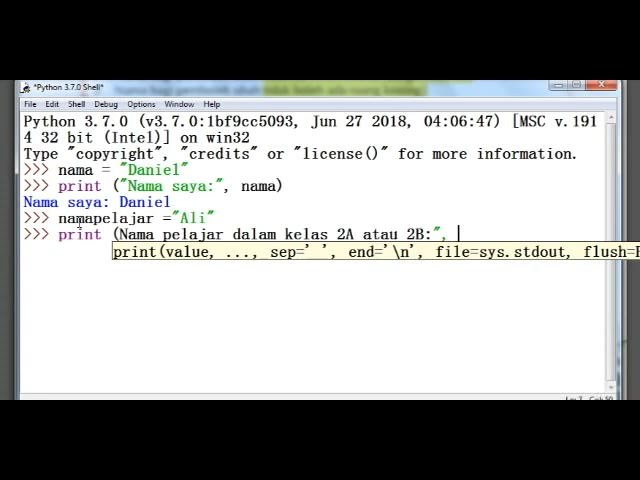 *Python 3.7.0 Shell*
File Edit Shell Debug Options Window Help
Python 3.7.0 (v3.7.0:1bf9cc5093, Jun 27 2018, 04:06:47) [MSC v.191
4 32 bit (Intel)] on win32
Type "copyright", "credits" or "license()" for more information.
>>> nama = "Daniel"
>>> print ("Nama saya:", nama)
Nama saya: Daniel
>>> namapelajar ="Ali"
>>> print (Nama pelajar dalam kelas 2A atau 2B:",
print(value, ..., sep=' ', end='\n', file=sys.stdout, flush=F